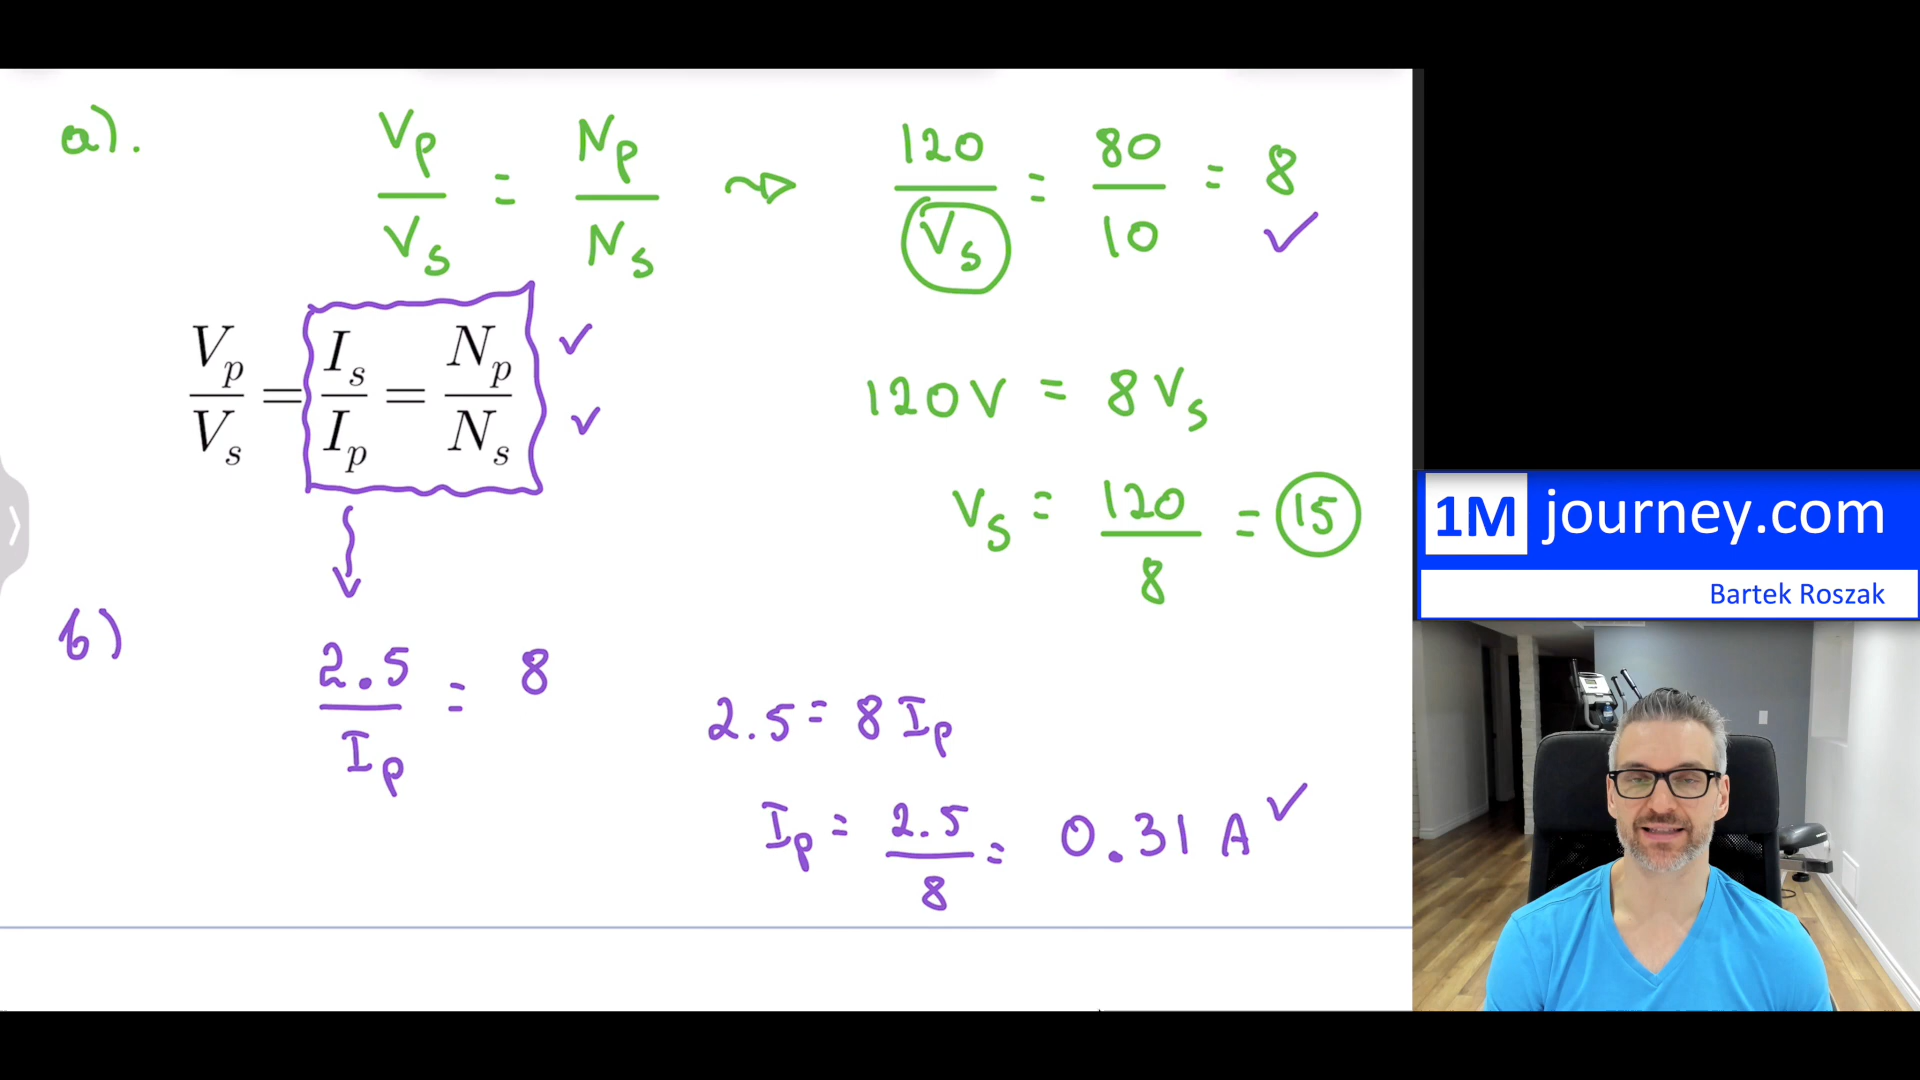 a). Vp/Vs = Np/Ns ⇝ 120/Vs = 80/10 = 8 ✓
Vp/Vs = Is/Ip = Np/Ns ✓ ✓
120V = 8Vs
Vs = 120/8 = 15
b) 2.5/Ip = 8
2.5 = 8Ip
Ip = 2.5/8 = 0.31 A ✓
1M journey.com
Bartek Roszak